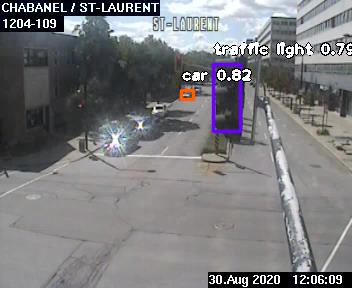 CHABANEL / ST-LAURENT
1204-109
ST-LAURENT
traffic light 0.79
car 0.82
30.Aug 2020 12:06:09